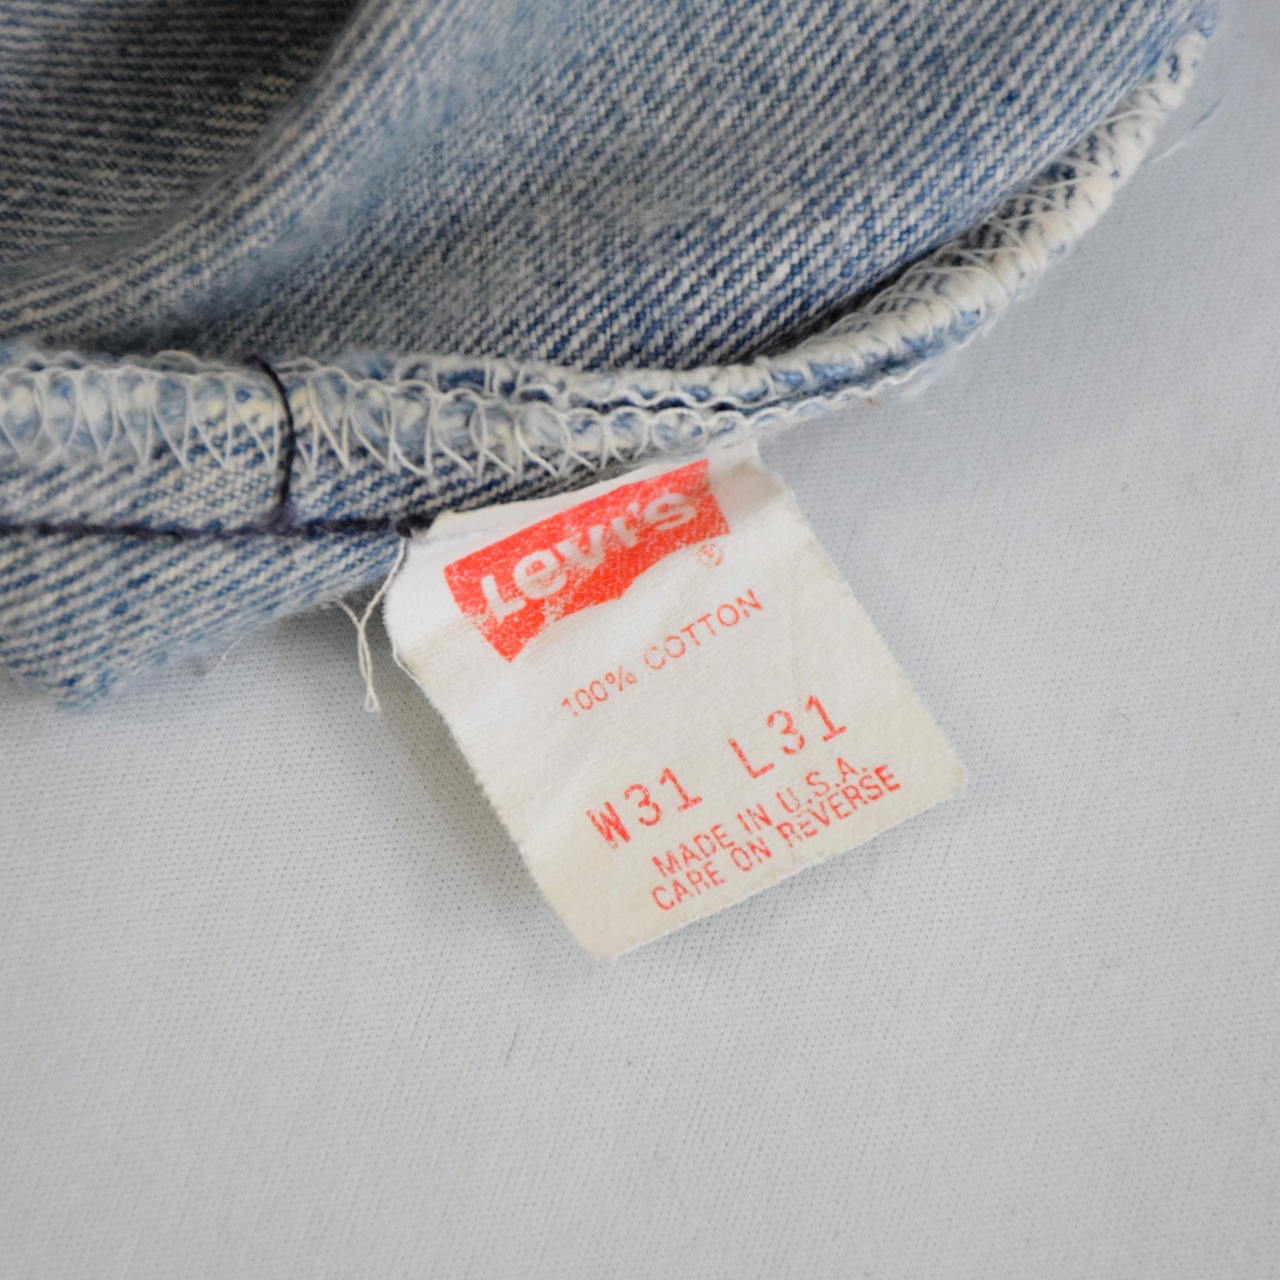 Levi's
®
100% COTTON
W31 L31
MADE IN U.S.A.
CARE ON REVERSE